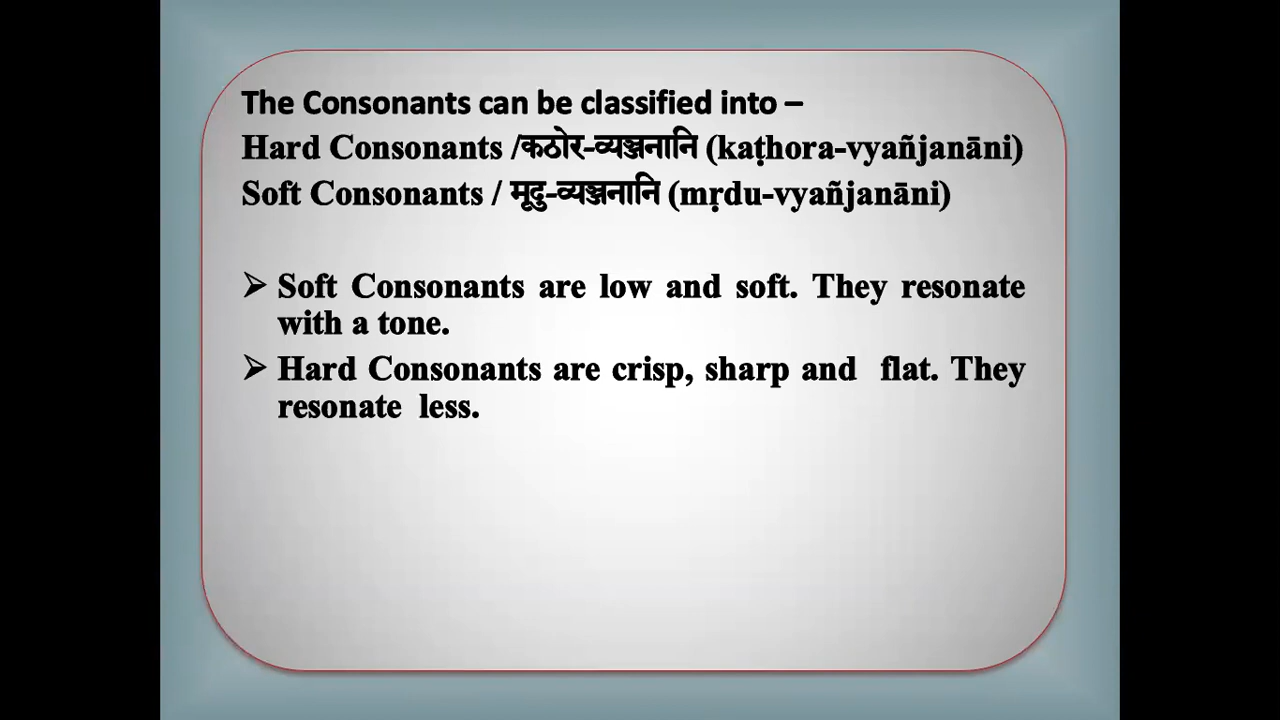 The Consonants can be classified into –
Hard Consonants /कठोर-व्यञ्जनानि (kaṭhora-vyañjanāni)
Soft Consonants / मृदु-व्यञ्जनानि (mṛdu-vyañjanāni)
➢ Soft Consonants are low and soft. They resonate
with a tone.
➢ Hard Consonants are crisp, sharp and flat. They
resonate less.